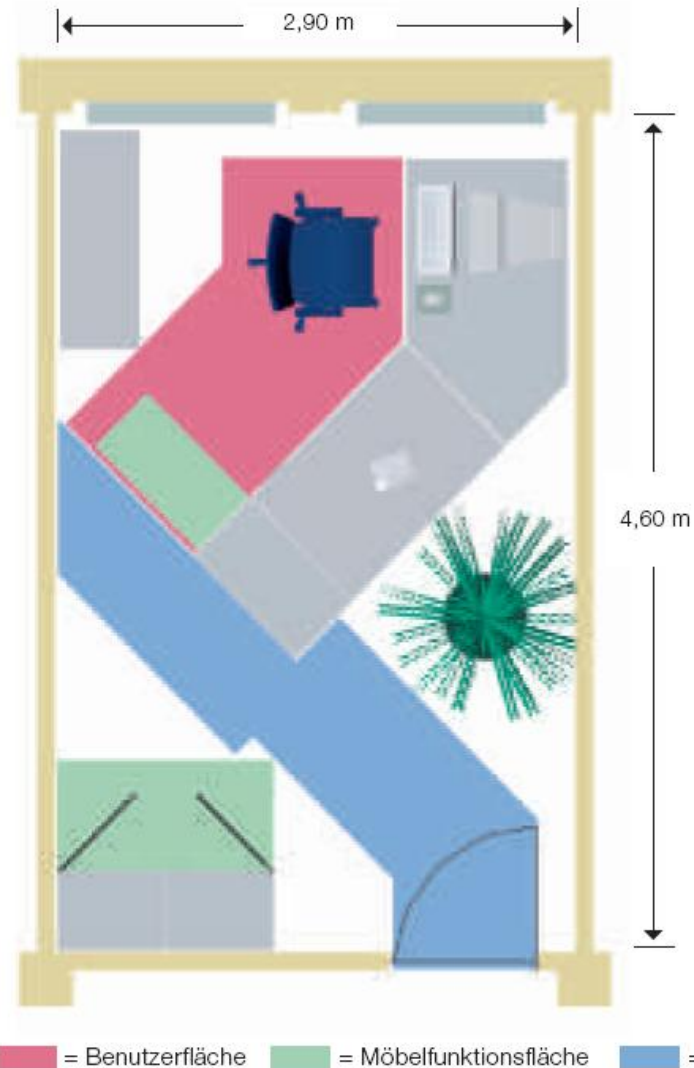 2,90 m
4,60 m
= Benutzerfläche = Möbelfunktionsfläche =